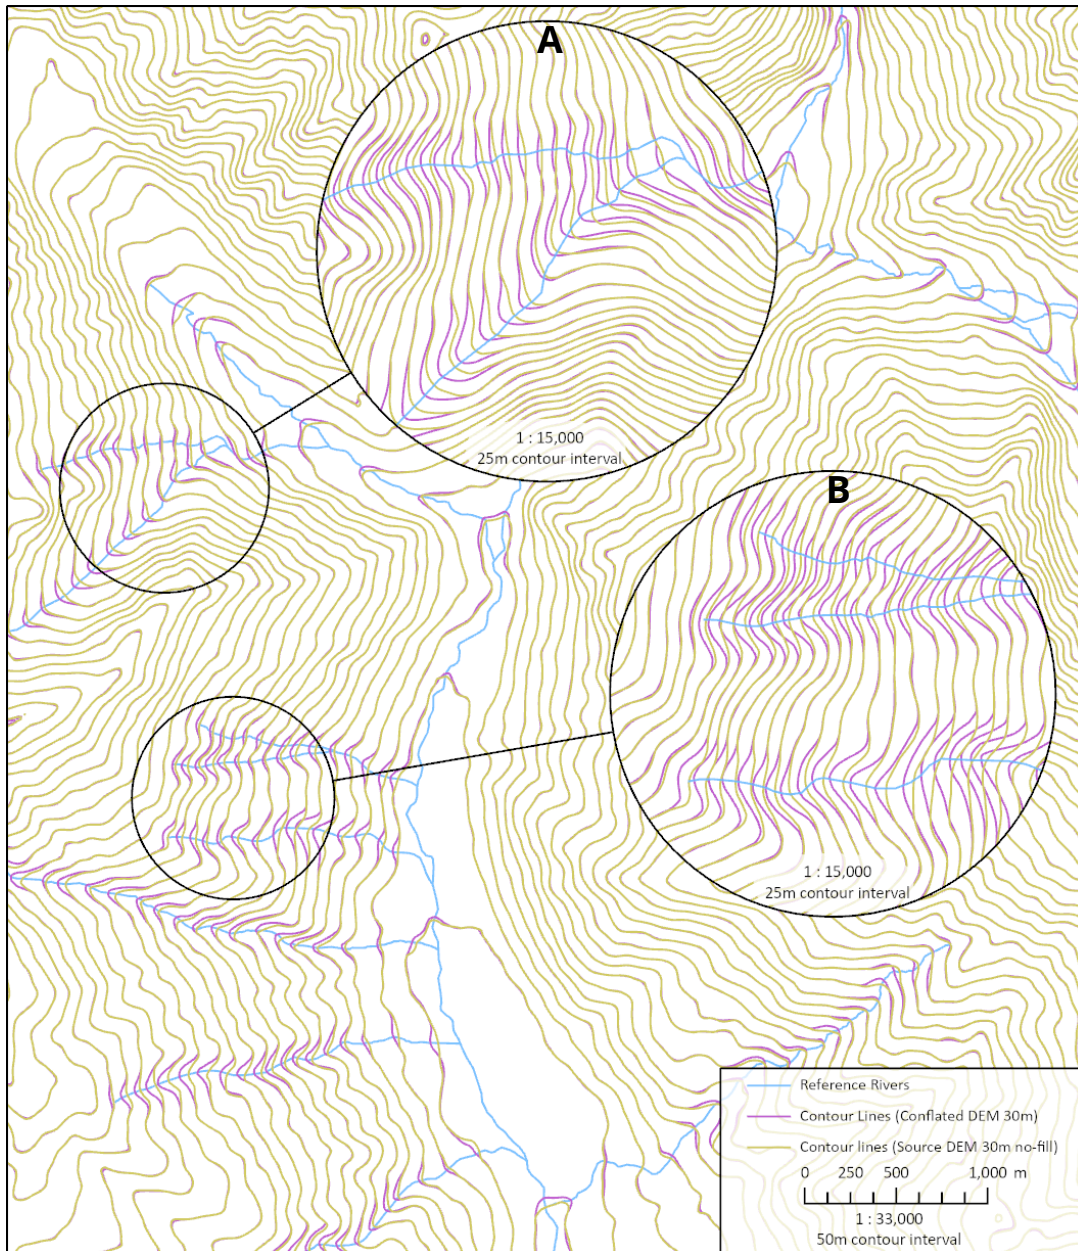 A
1 : 15,000
25m contour interval
B
1 : 15,000
25m contour interval
Reference Rivers
Contour Lines (Conflated DEM 30m)
Contour lines (Source DEM 30m no-fill)
0 250 500 1,000 m
1 : 33,000
50m contour interval